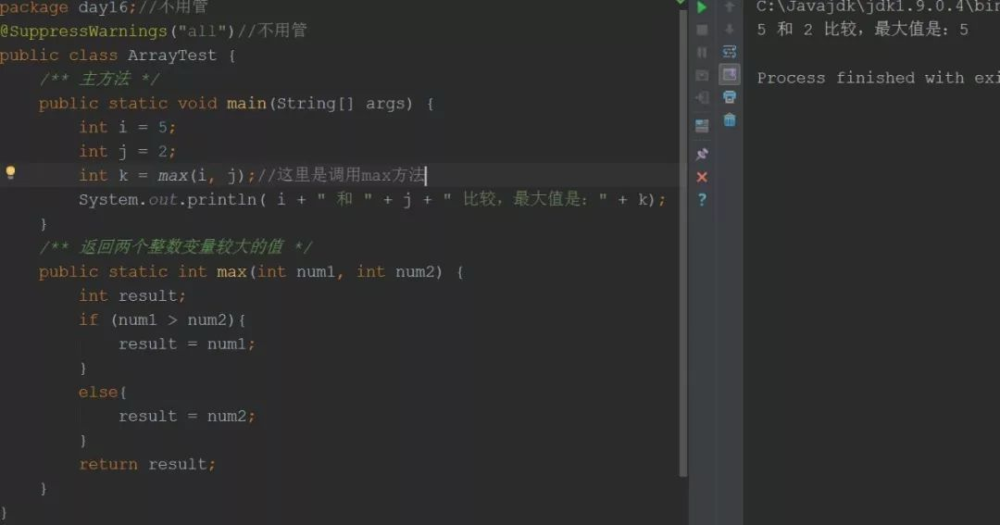 package day16;//不用管
@SuppressWarnings("all")//不用管
public class ArrayTest {
/** 主方法 */
public static void main(String[] args) {
int i = 5;
int j = 2;
int k = max(i, j);//这里是调用max方法
System.out.println( i + " 和 " + j + " 比较，最大值是：" + k);
}
/** 返回两个整数变量较大的值 */
public static int max(int num1, int num2) {
int result;
if (num1 > num2){
result = num1;
}
else{
result = num2;
}
return result;
}
}
C:\Javajdk\jdk1.9.0.4\bin
5 和 2 比较，最大值是：5
Process finished with exi